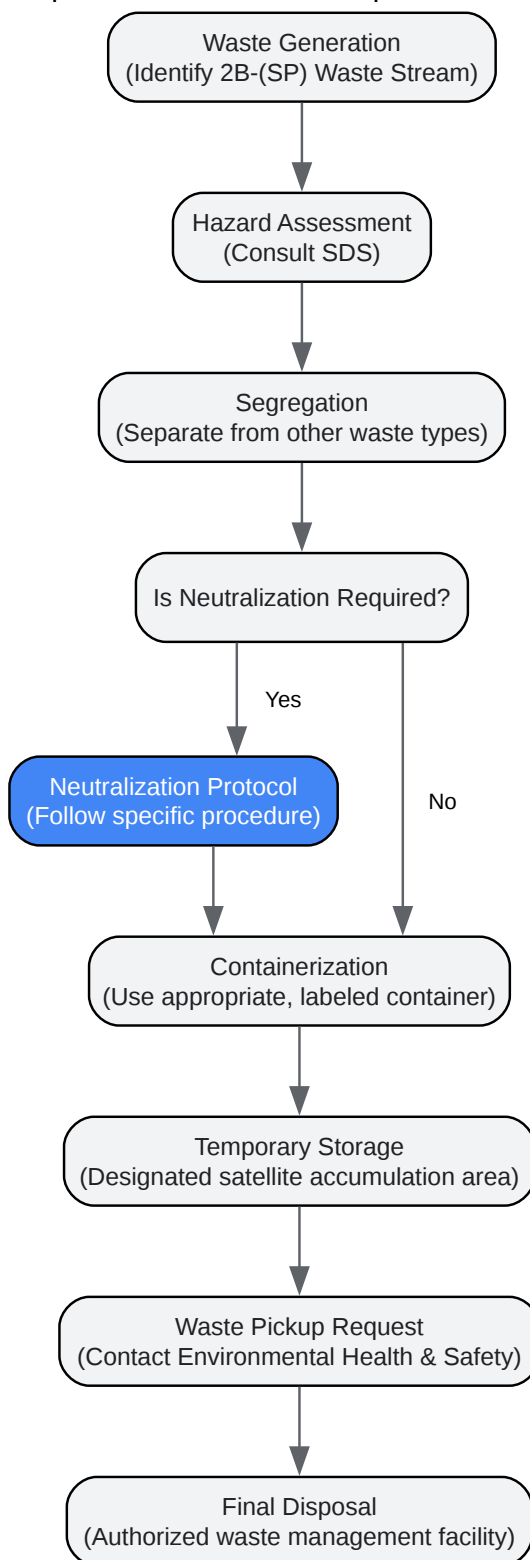 Waste Generation
(Identify 2B-(SP) Waste Stream)
Hazard Assessment
(Consult SDS)
Segregation
(Separate from other waste types)
Is Neutralization Required?
Yes
Neutralization Protocol
(Follow specific procedure)
No
Containerization
(Use appropriate, labeled container)
Temporary Storage
(Designated satellite accumulation area)
Waste Pickup Request
(Contact Environmental Health & Safety)
Final Disposal
(Authorized waste management facility)